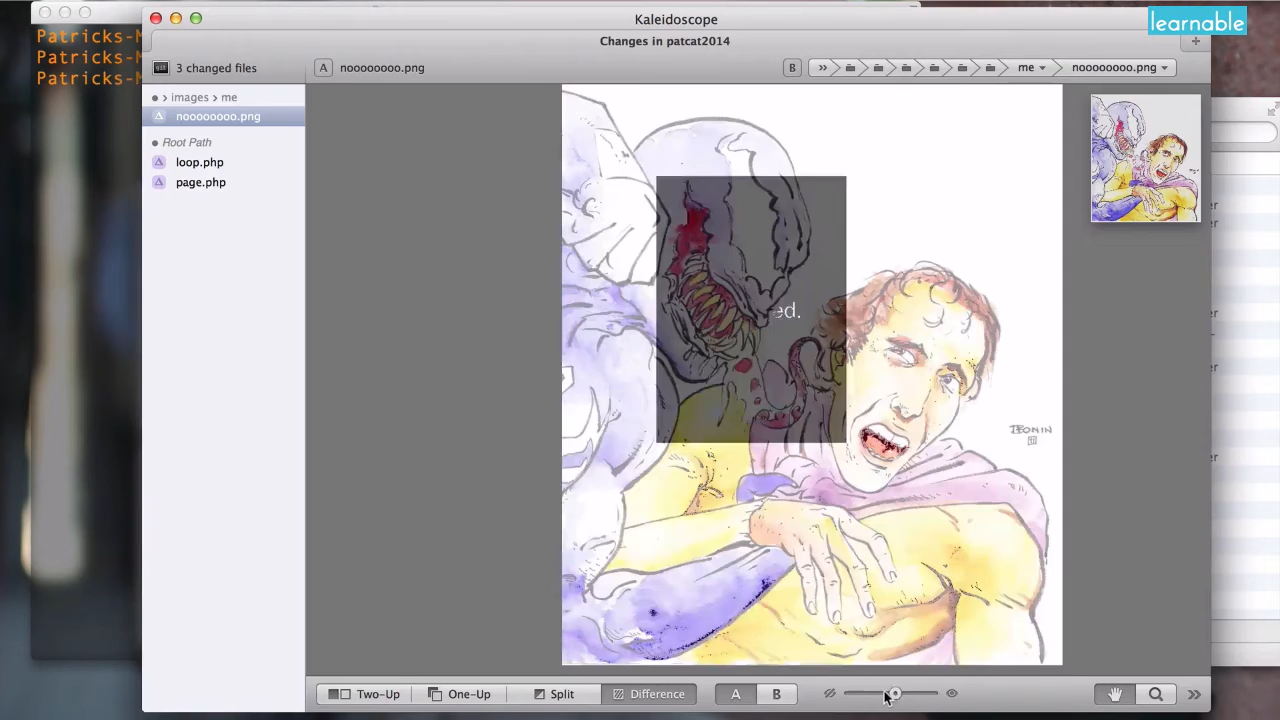 Patricks-M
Patricks-M
Patricks-M
Kaleidoscope
learnable
Changes in patcat2014
git
3 changed files
A
noooooooo.png
B
me
noooooooo.png
images
me
noooooooo.png
Root Path
loop.php
page.php
ed.
Two-Up
One-Up
Split
Difference
A
B